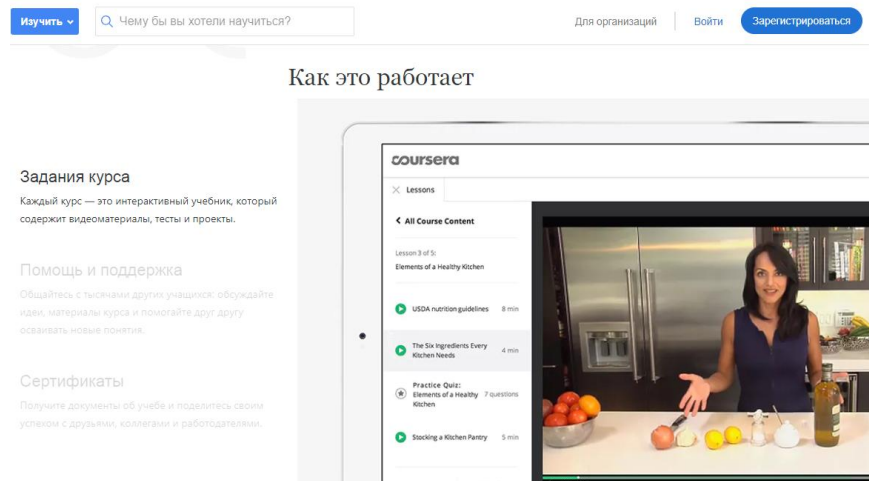 Изучить
Чему бы вы хотели научиться?
Для организаций
Войти
Зарегистрироваться
Как это работает
Задания курса
Каждый курс — это интерактивный учебник, который
содержит видеоматериалы, тесты и проекты.
Помощь и поддержка
Общайтесь с тысячами других учащихся: обсуждайте
идеи, материалы курса и помогайте друг другу
осваивать новые понятия.
Сертификаты
Получите документы об учебе и поделитесь своим
успехом с друзьями, коллегами и работодателями.
coursera
Lessons
All Course Content
Lesson 3 of 5:
Elements of a Healthy Kitchen
USDA nutrition guidelines 8 min
The Six Ingredients Every
Kitchen Needs 4 min
Practice Quiz:
Elements of a Healthy 7 questions
Kitchen
Stocking a Kitchen Pantry 5 min